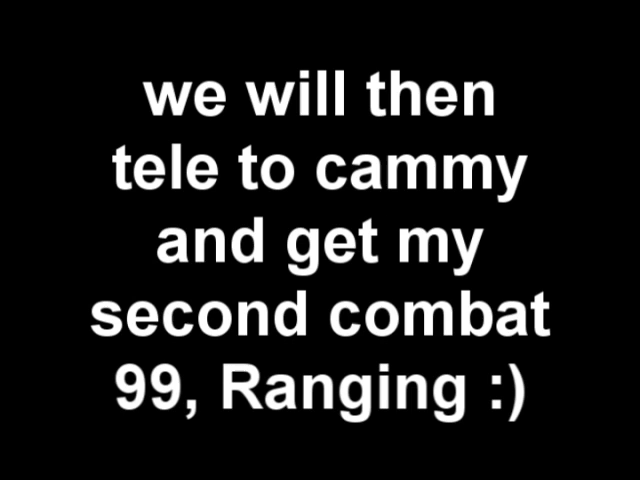 we will then
tele to cammy
and get my
second combat
99, Ranging :)